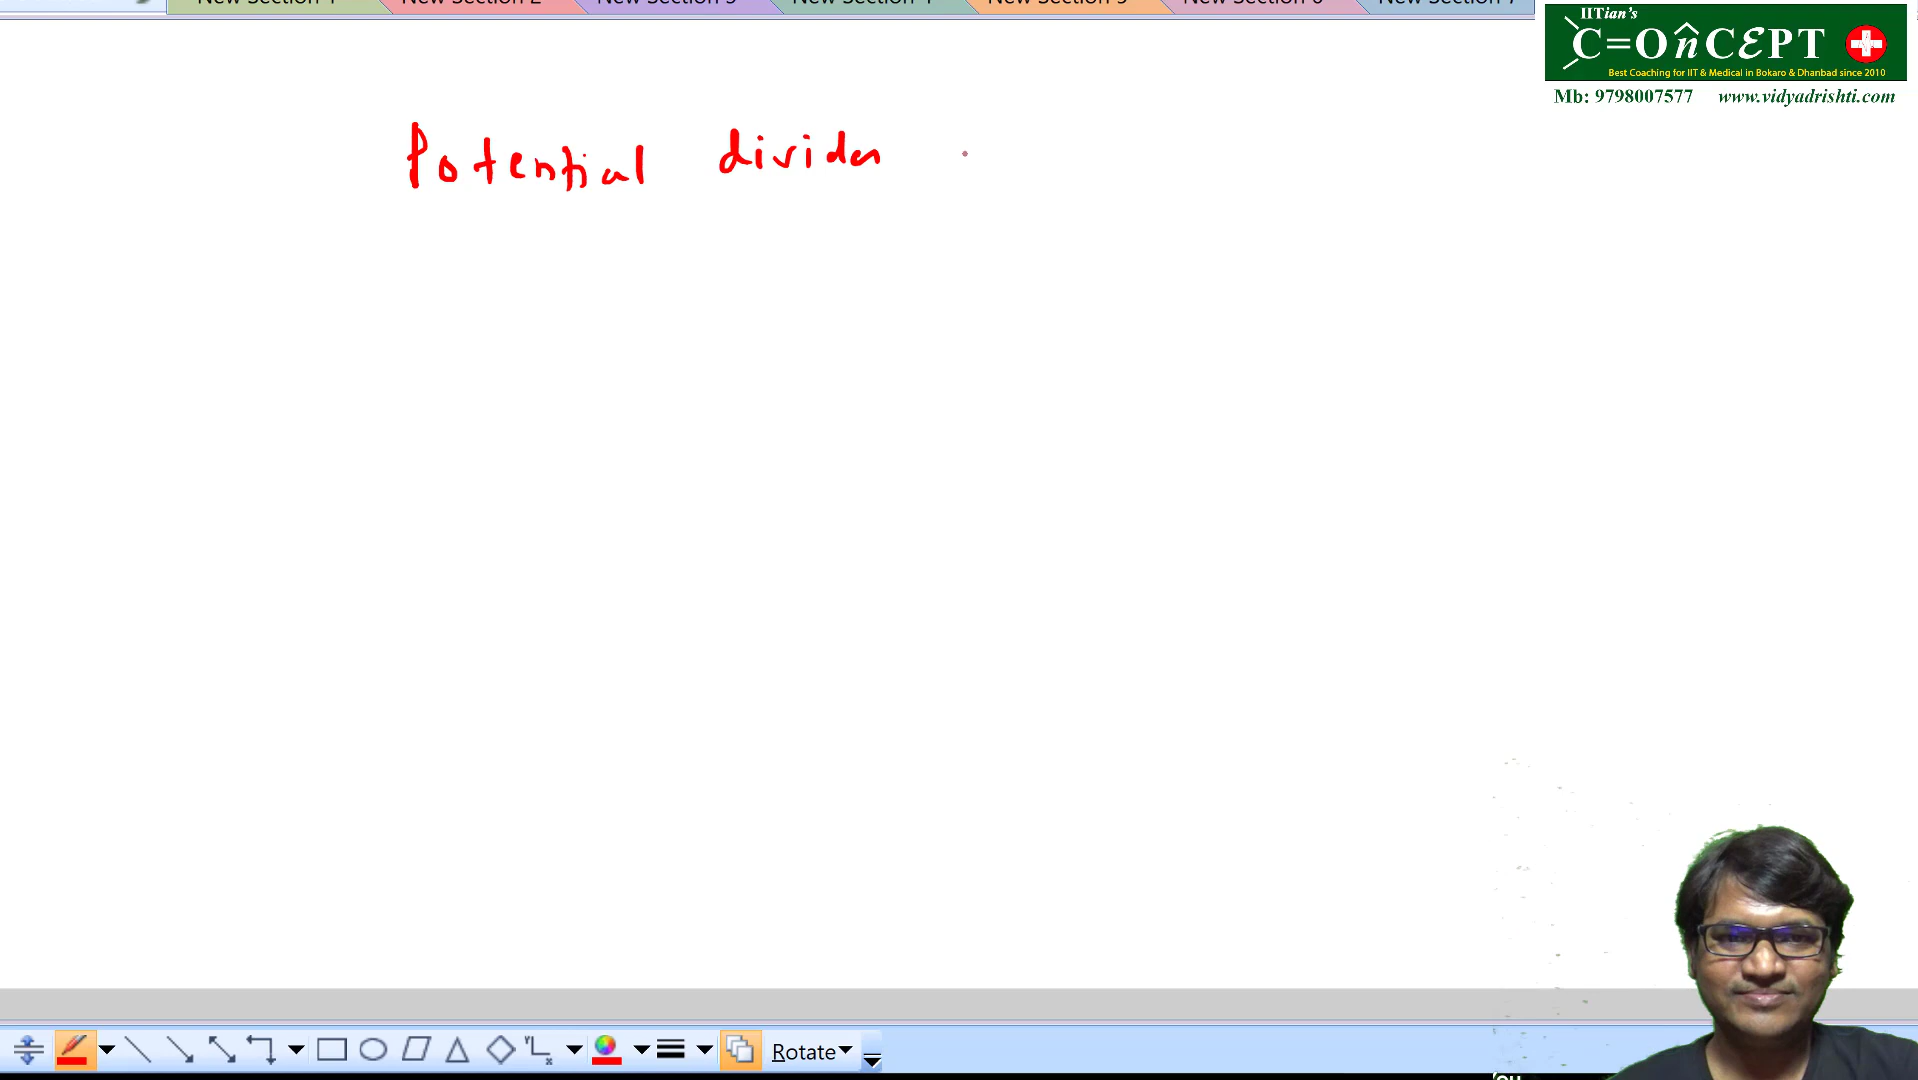 IITian's
C=OnCEPT
Best Coaching for IIT & Medical in Bokaro & Dhanbad since 2010
Mb: 9798007577 www.vidyadrishti.com
Potential divider
Rotate